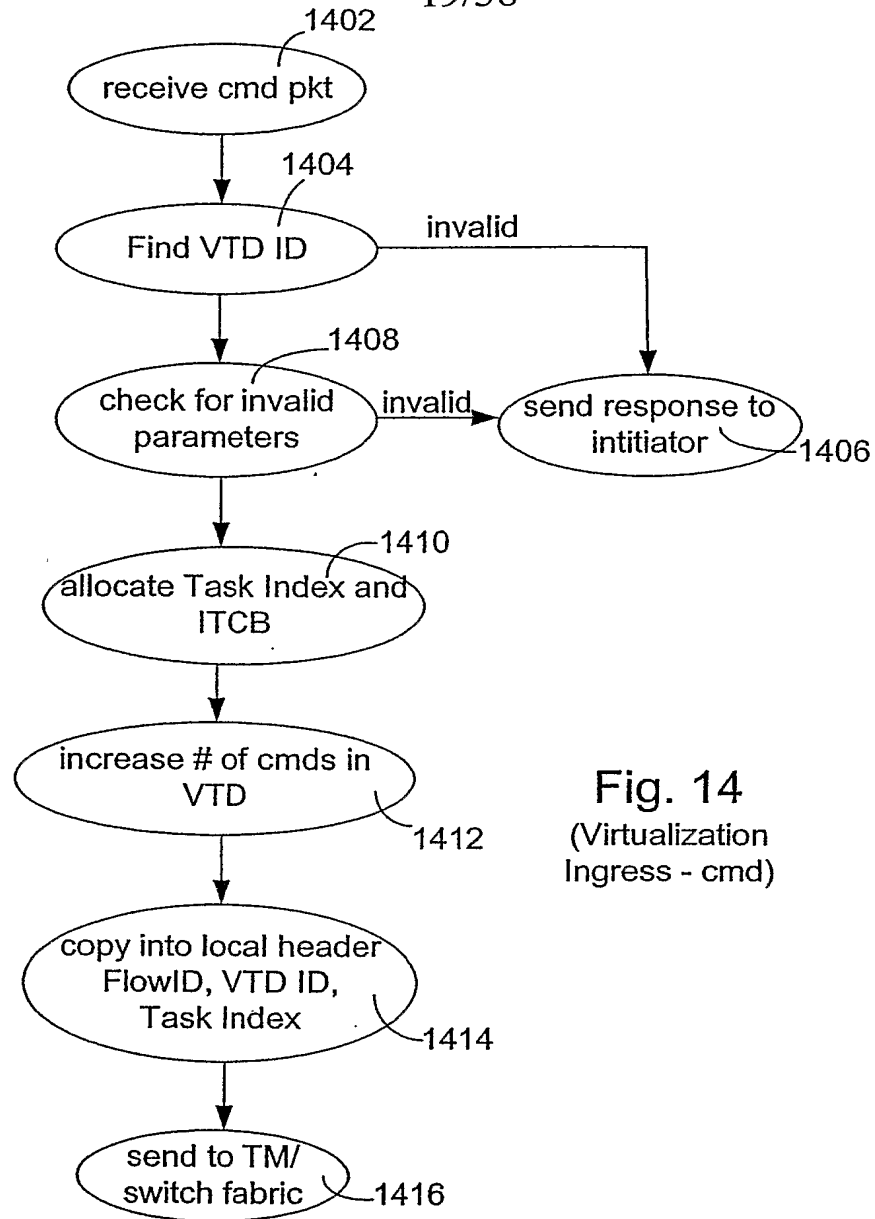 1402
receive cmd pkt
1404
Find VTD ID
invalid
1408
check for invalid
parameters
invalid
send response to
intitiator
1406
1410
allocate Task Index and
ITCB
increase # of cmds in
VTD
1412
Fig. 14
(Virtualization
Ingress - cmd)
copy into local header
FlowID, VTD ID,
Task Index
1414
send to TM/
switch fabric
1416